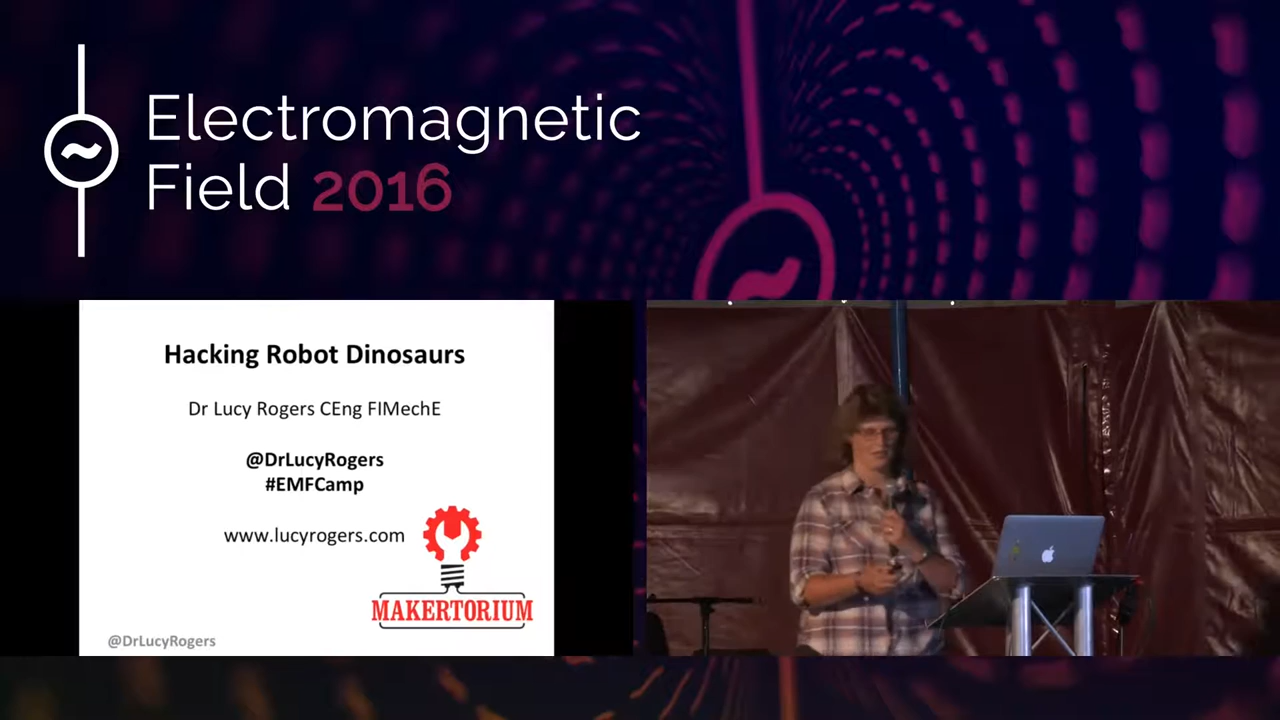 Electromagnetic
Field 2016
Hacking Robot Dinosaurs
Dr Lucy Rogers CEng FIMechE
@DrLucyRogers
#EMFCamp
www.lucyrogers.com
MAKERTORIUM
@DrLucyRogers